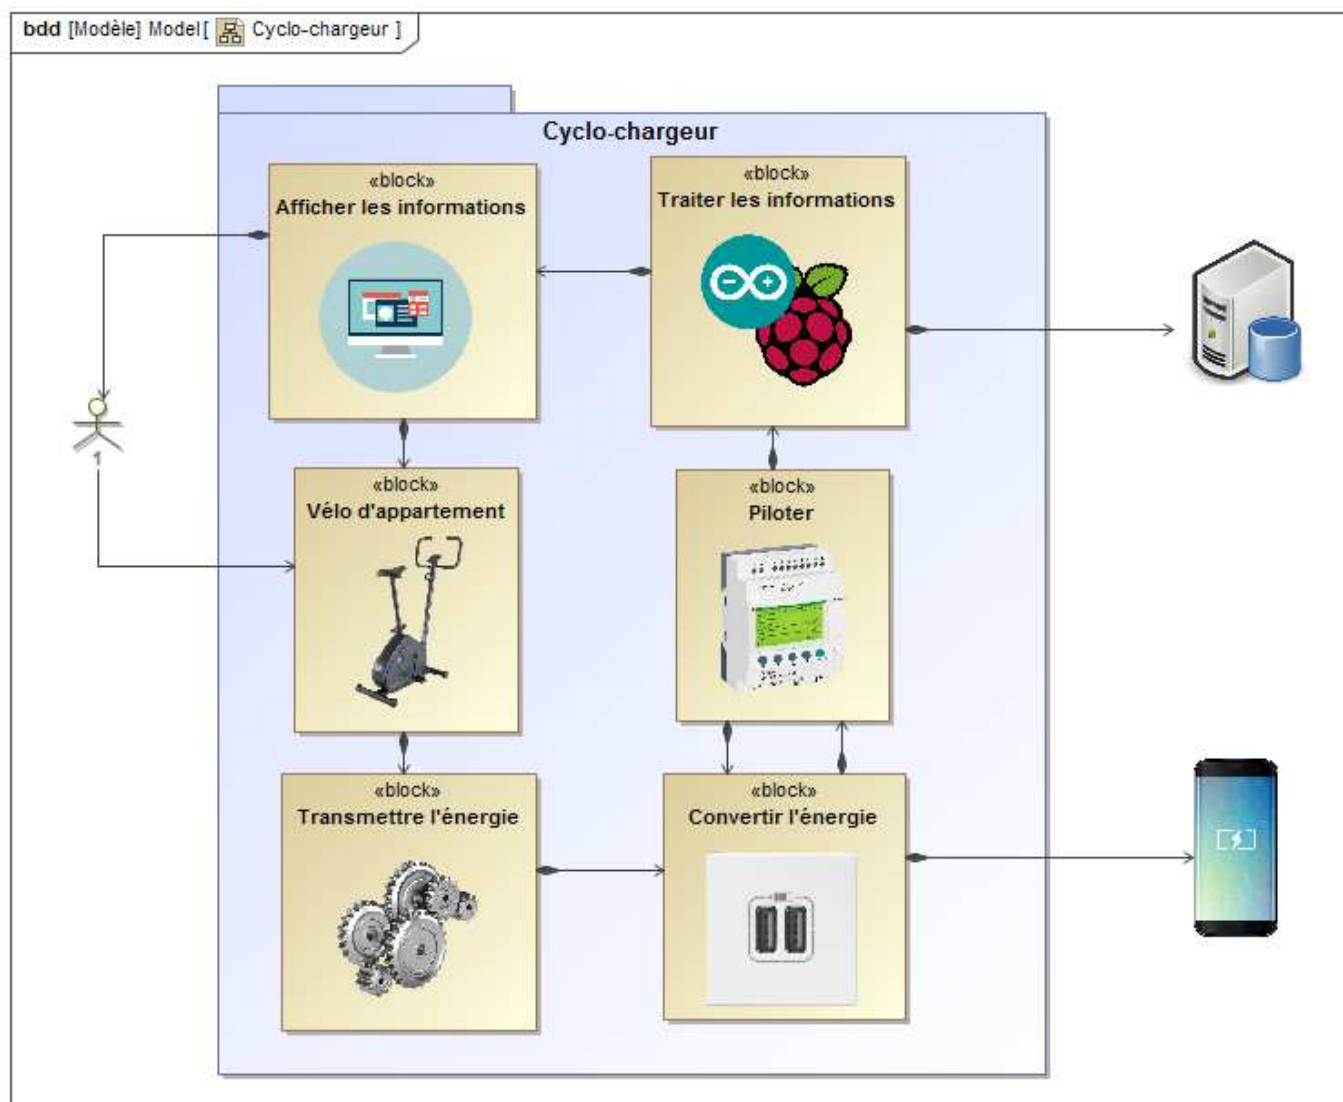 bdd [Modèle] Model [ Cyclo-chargeur ]
Cyclo-chargeur
«block»
Afficher les informations
«block»
Traiter les informations
1
«block»
Vélo d'appartement
«block»
Piloter
«block»
Transmettre l'énergie
«block»
Convertir l'énergie